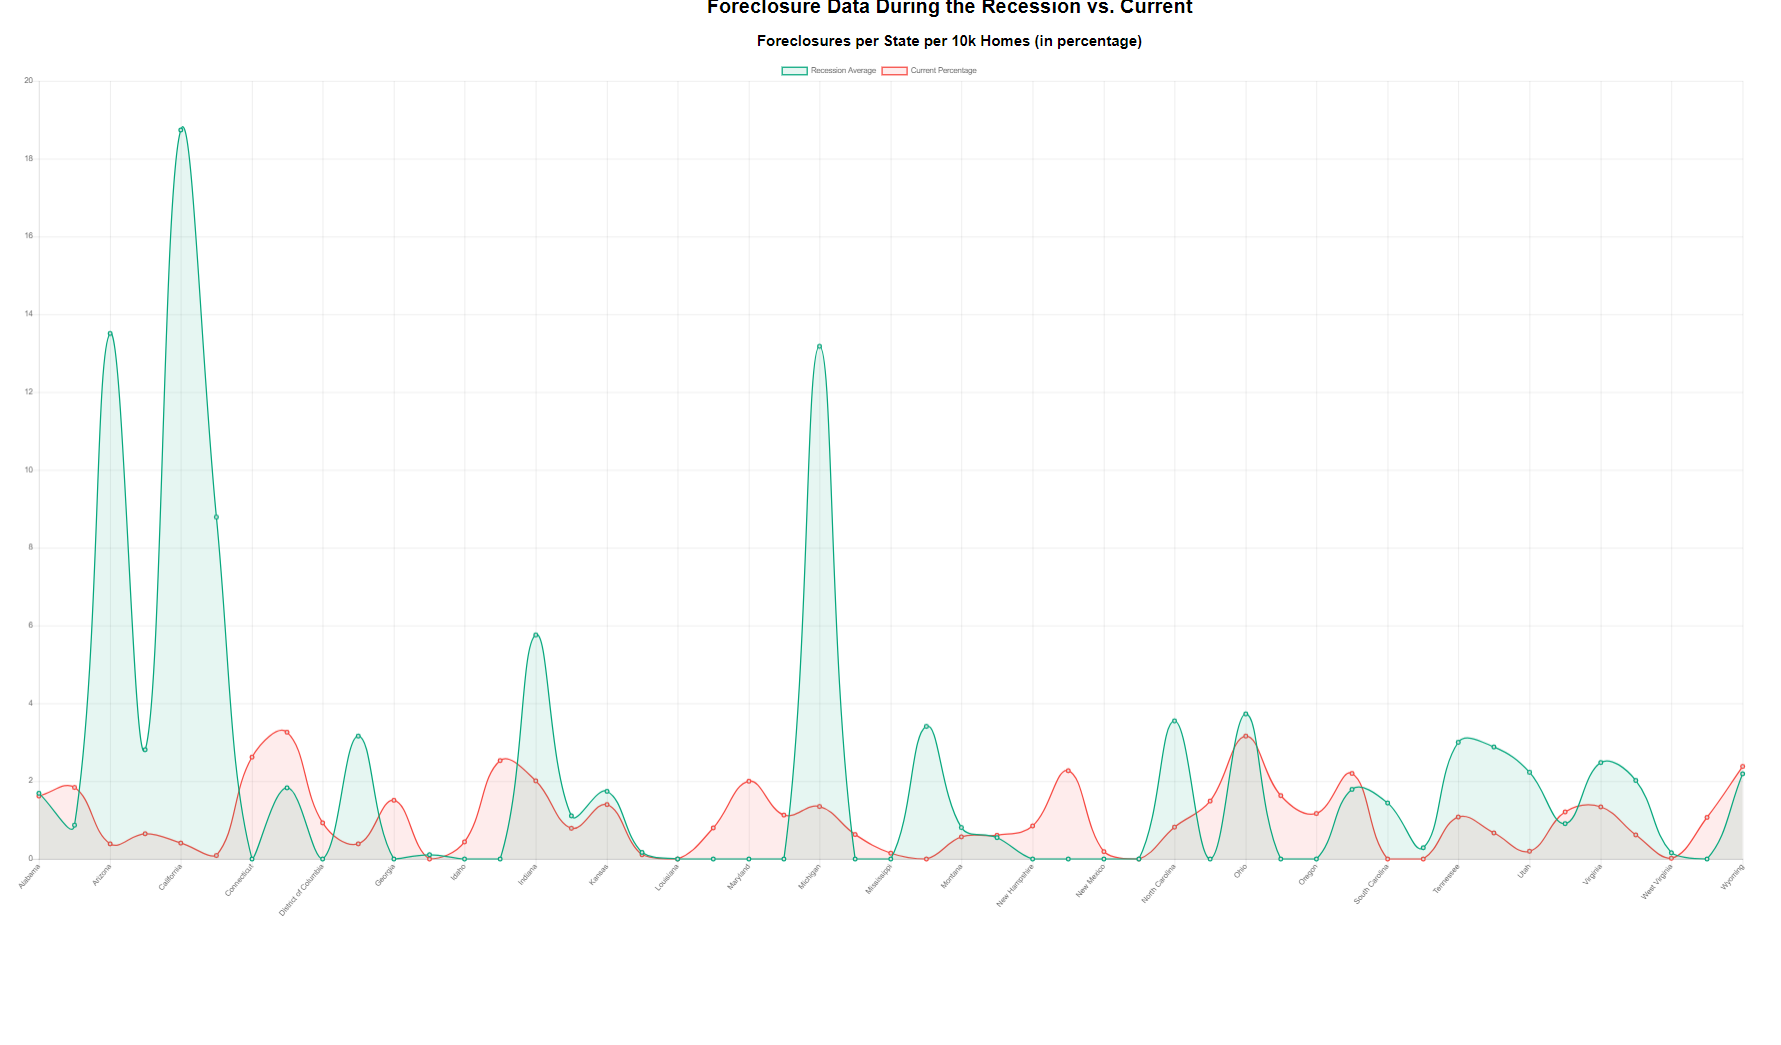 Foreclosure Data During the Recession vs. Current
Foreclosures per State per 10k Homes (in percentage)
Recession Average Current Percentage
20
18
16
14
12
10
8
6
4
2
0
Alabama
Arizona
California
Connecticut
District of Columbia
Georgia
Idaho
Indiana
Kansas
Louisiana
Maryland
Michigan
Mississippi
Montana
New Hampshire
New Mexico
North Carolina
Ohio
Oregon
South Carolina
Tennessee
Utah
Virginia
West Virginia
Wyoming